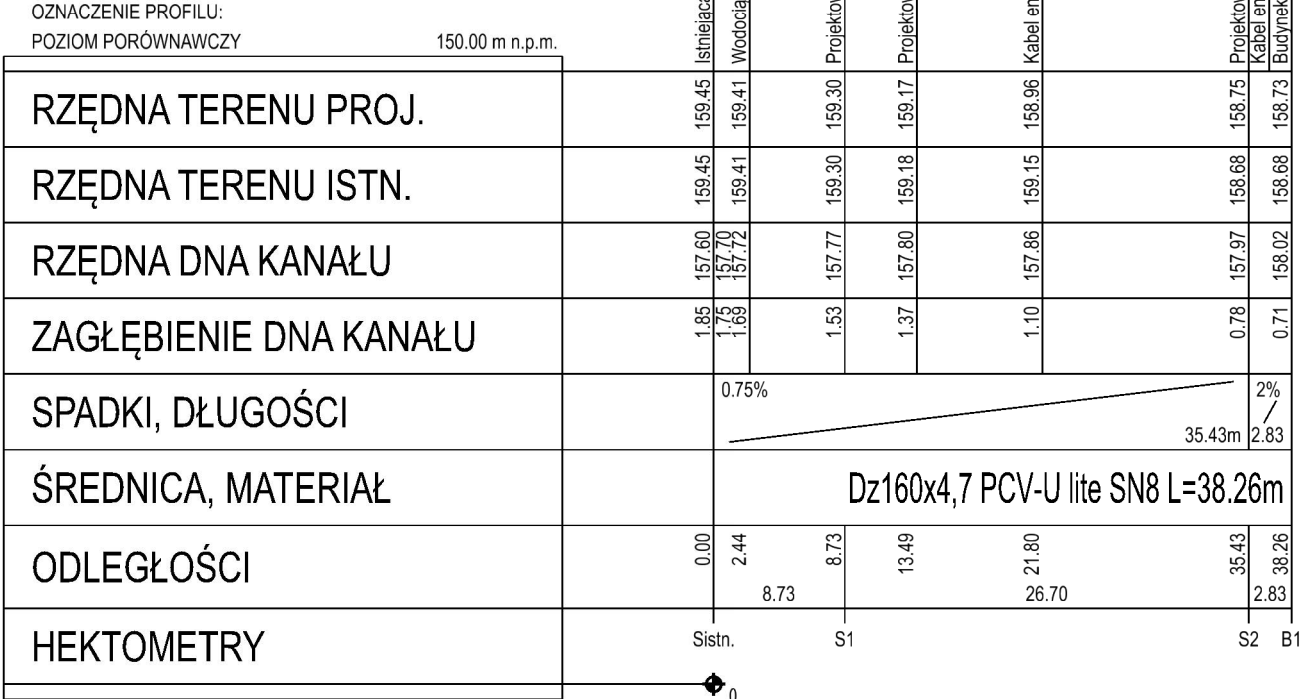 OZNACZENIE PROFILU:
POZIOM PORÓWNAWCZY 150.00 m n.p.m.
Istniejąca
Kabel en
Kabel en
Budynek
RZĘDNA TERENU PROJ. 159.45 159.41 159.30 159.17 158.96 158.75 158.73
RZĘDNA TERENU ISTN. 159.45 159.41 159.30 159.18 159.15 158.68 158.68
RZĘDNA DNA KANAŁU 157.60 157.70 157.72 157.77 157.80 157.86 157.97 158.02
ZAGŁĘBIENIE DNA KANAŁU 1.85 1.75 1.69 1.53 1.37 1.10 0.78 0.71
SPADKI, DŁUGOŚCI 0.75% 35.43m 2% 2.83
ŚREDNICA, MATERIAŁ Dz160x4,7 PCV-U lite SN8 L=38.26m
ODLEGŁOŚCI 0.00 2.44 8.73 13.49 21.80 35.43 38.26
8.73 26.70 2.83
HEKTOMETRY Sistn. S1 S2 B1
0